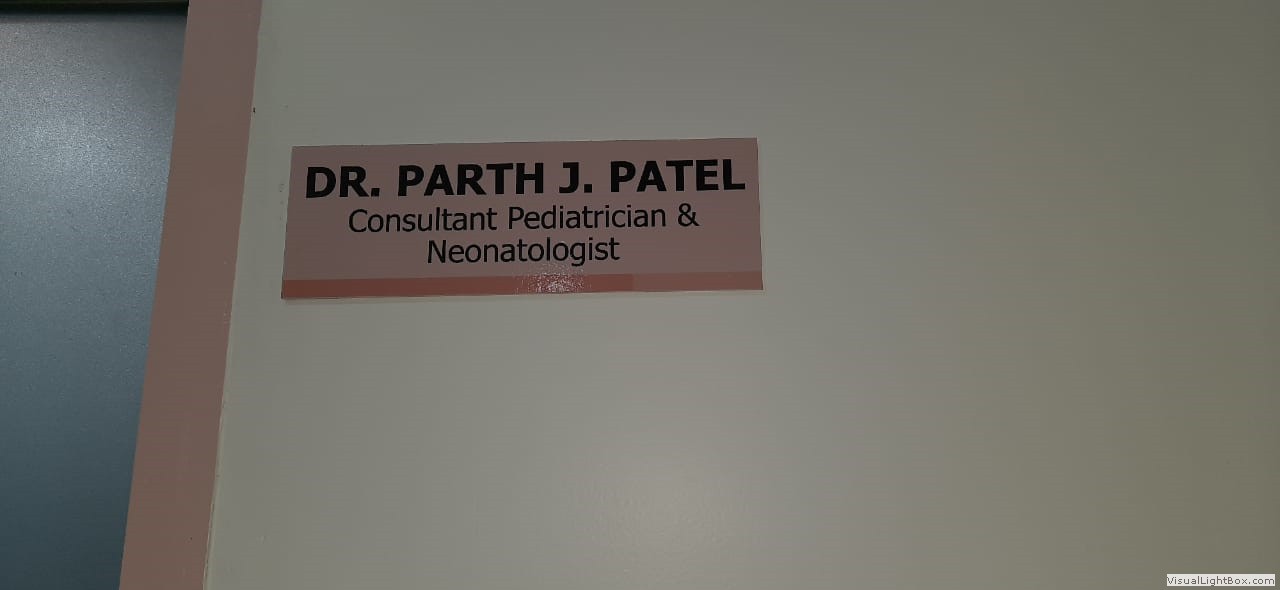 DR. PARTH J. PATEL
Consultant Pediatrician &
Neonatologist
VisualLightBox.com